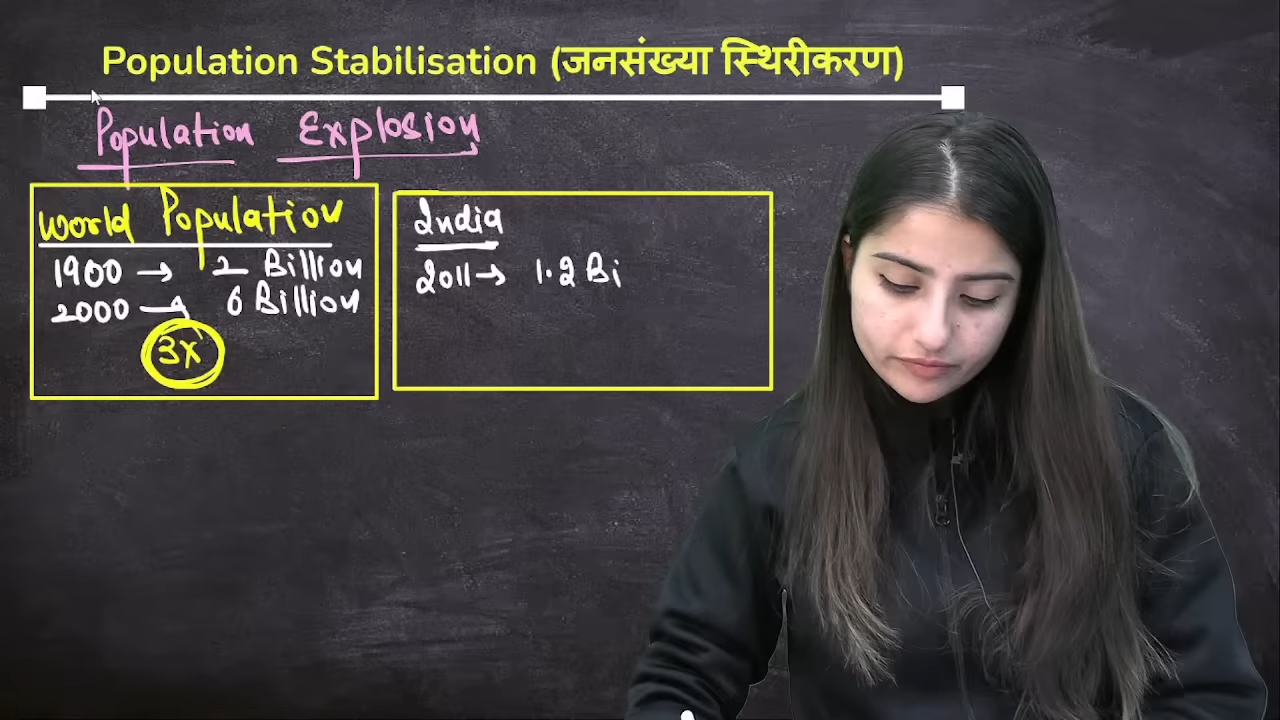 Population Stabilisation (जनसंख्या स्थिरीकरण)
Population Explosion
World Population
1900 → 2 Billion
2000 → 6 Billion
3x
India
2011 → 1.2 Bi